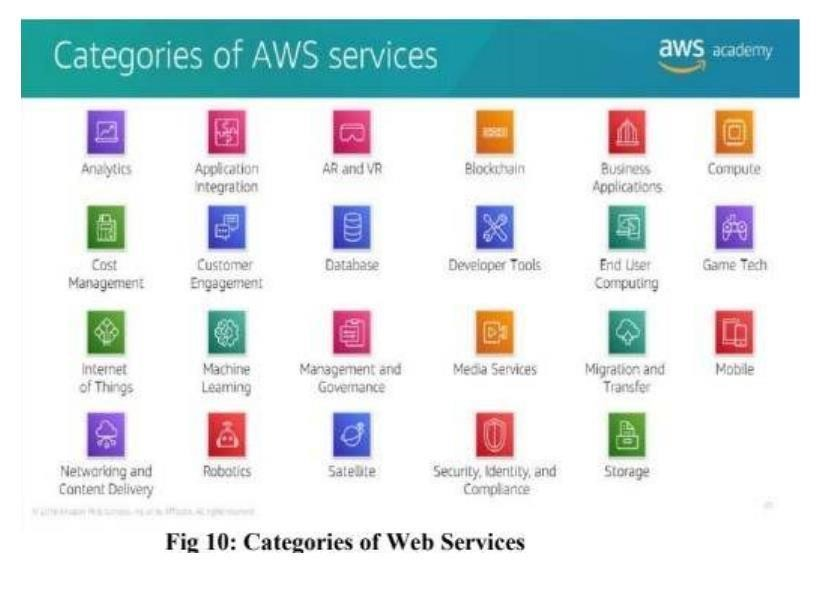 Categories of AWS services
aws academy
Analytics
Application
Integration
AR and VR
Blockchain
Business
Applications
Compute
Cost
Management
Customer
Engagement
Database
Developer Tools
End User
Computing
Game Tech
Internet
of Things
Machine
Learning
Management and
Governance
Media Services
Migration and
Transfer
Mobile
Networking and
Content Delivery
Robotics
Satellite
Security, Identity, and
Compliance
Storage
Fig 10: Categories of Web Services